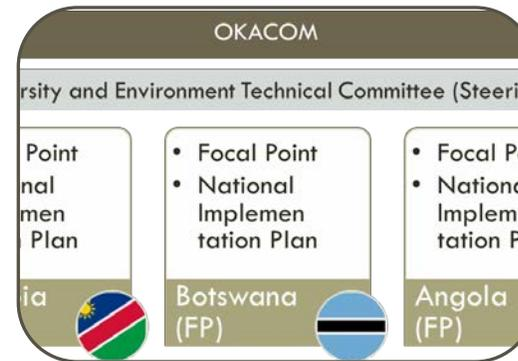 OKACOM
rsity and Environment Technical Committee (Steeri
Point
nal
men
Plan
ia
• Focal Point
• National
Implemen
tation Plan
Botswana
(FP)
• Focal P
• Nationa
Implem
tation P
Angola
(FP)